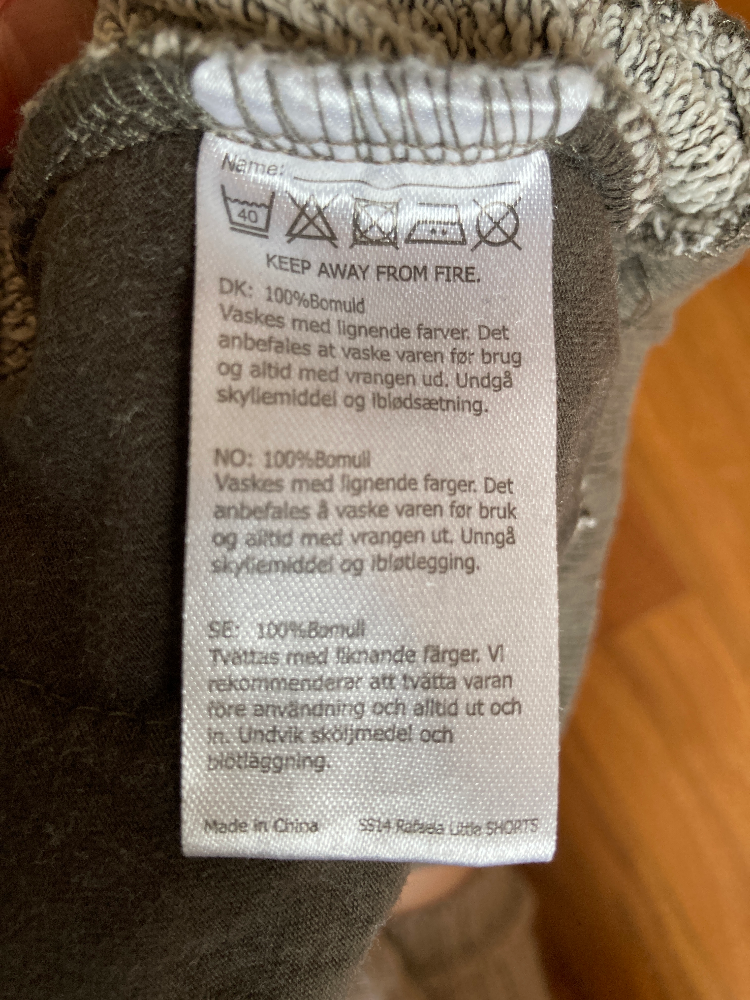 Name:
40
KEEP AWAY FROM FIRE.
DK: 100%Bomuld
Vaskes med lignende farver. Det
anbefales at vaske varen før brug
og altid med vrangen ud. Undgå
skyllemiddel og iblødsætning.
NO: 100%Bomull
Vaskes med lignende farger. Det
anbefales å vaske varen før bruk
og alltid med vrangen ut. Unngå
skyllemiddel og ibløtlegging.
SE: 100%Bomull
Tvättas med liknande färger. Vi
rekommenderar att tvätta varan
före användning och alltid ut och
in. Undvik sköljmedel och
blötläggning.
Made in China SS14 Rafaela Little SHORTS